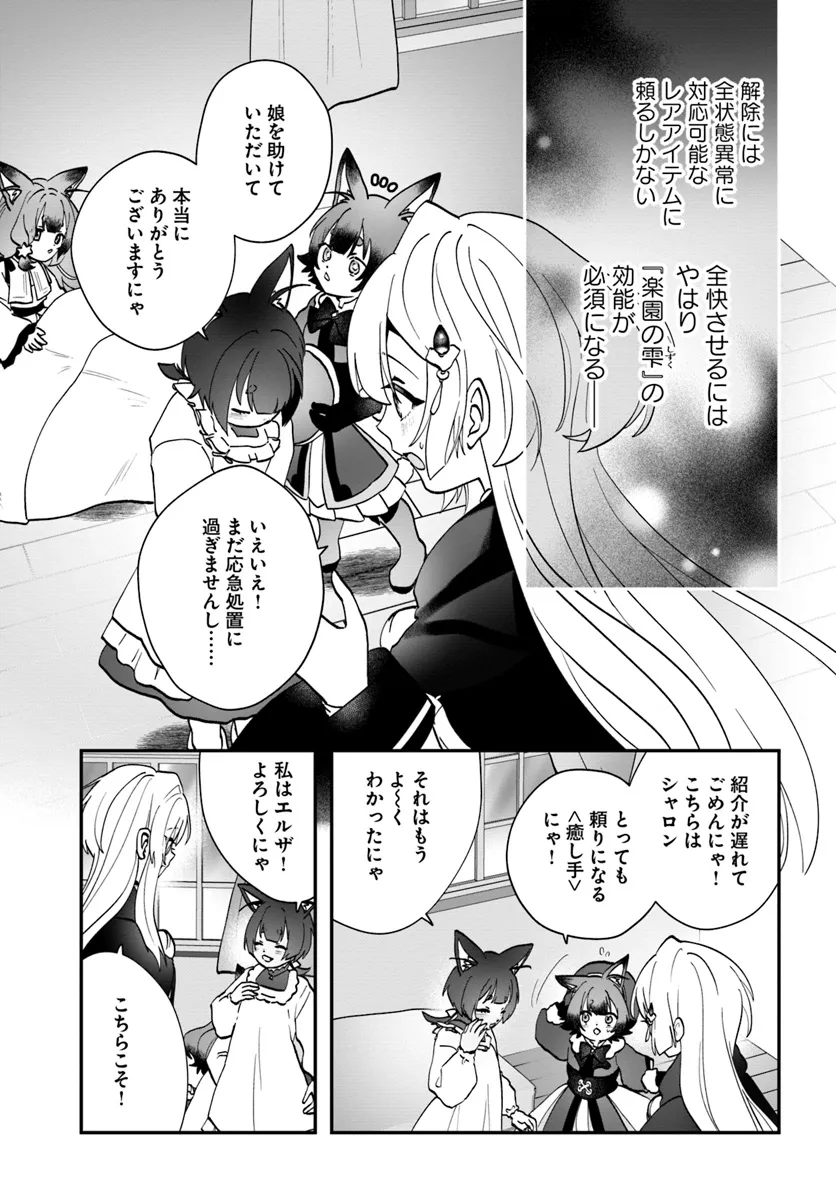 解除には
全状態異常に
対応可能な
レアアイテムに
頼るしかない
全快させるには
やはり
『楽園の雫』の
しずく
効能が
必須になる——
娘を助けて
いただいて
本当に
ありがとう
ございますにゃ
いえいえ!
まだ応急処置に
過ぎませんし……
紹介が遅れて
ごめんにゃ!
こちらは
シャロン
とっても
頼りになる
<癒し手>
にゃ!
それはもう
よ〜く
わかったにゃ
私はエルザ!
よろしくにゃ
こちらこそ!